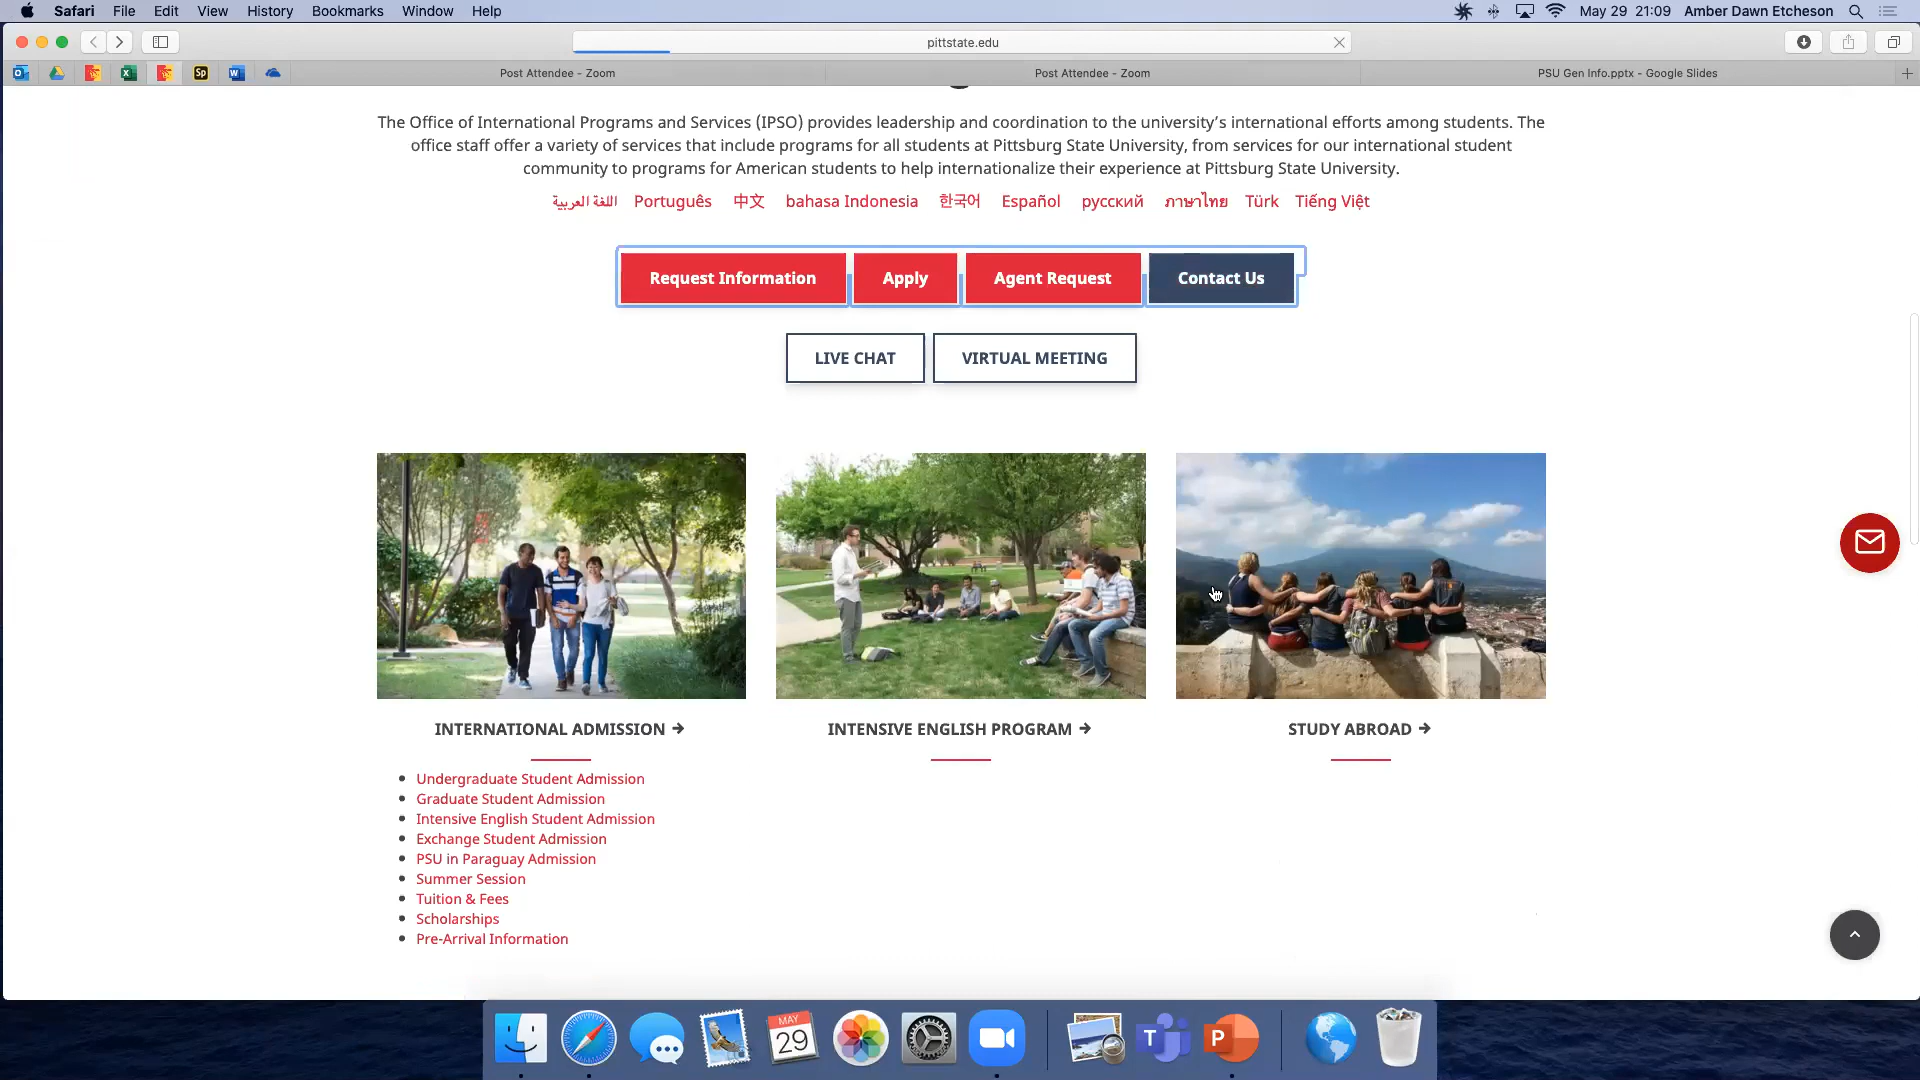 Safari File Edit View History Bookmarks Window Help May 29 21:09 Amber Dawn Etcheson
pittstate.edu
Post Attendee - Zoom Post Attendee - Zoom PSU Gen Info.pptx - Google Slides
The Office of International Programs and Services (IPSO) provides leadership and coordination to the university’s international efforts among students. The
office staff offer a variety of services that include programs for all students at Pittsburg State University, from services for our international student
community to programs for American students to help internationalize their experience at Pittsburg State University.
اللغة العربية Português 中文 bahasa Indonesia 한국어 Español русский ภาษาไทย Türk Tiếng Việt
Request Information Apply Agent Request Contact Us
LIVE CHAT VIRTUAL MEETING
INTERNATIONAL ADMISSION → INTENSIVE ENGLISH PROGRAM → STUDY ABROAD →
Undergraduate Student Admission
Graduate Student Admission
Intensive English Student Admission
Exchange Student Admission
PSU in Paraguay Admission
Summer Session
Tuition & Fees
Scholarships
Pre-Arrival Information
MAY
29
T P